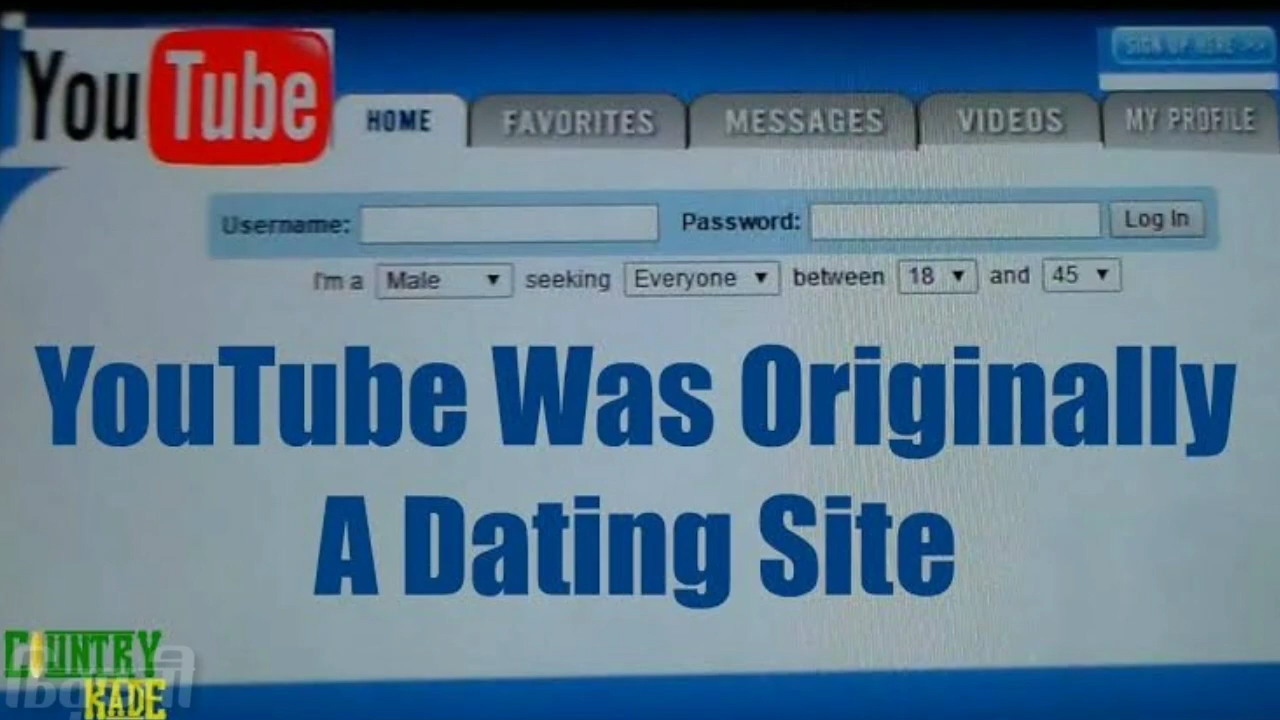 YouTube
SIGN UP HERE >>
HOME FAVORITES MESSAGES VIDEOS MY PROFILE
Username: Password: Log In
I'm a Male seeking Everyone between 18 and 45
YouTube Was Originally
A Dating Site
COUNTRY
KADE